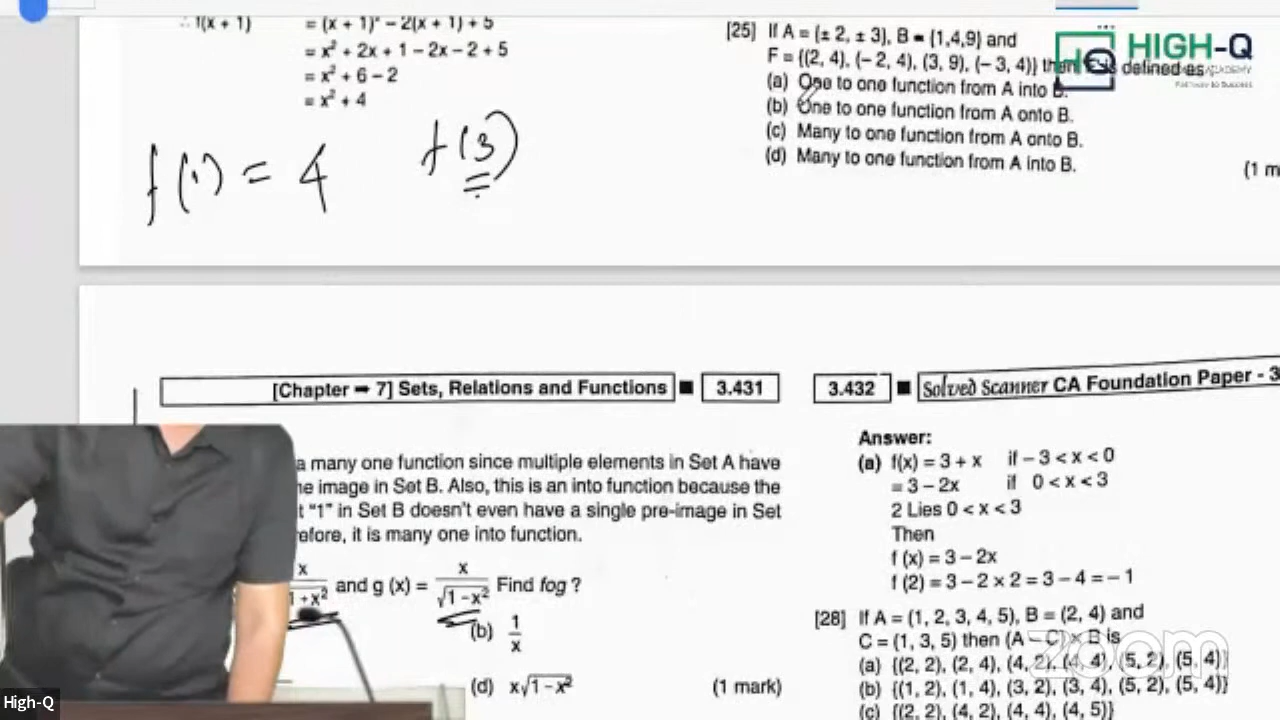 ∴ f(x + 1) = (x + 1)² – 2(x + 1) + 5
= x² + 2x + 1 – 2x – 2 + 5
= x² + 6 – 2
= x² + 4
f(1) = 4 f(3)
[25] If A = {± 2, ± 3}, B = {1,4,9} and
F = {(2, 4), (– 2, 4), (3, 9), (– 3, 4)} then F is defined as :
(a) One to one function from A into B.
(b) One to one function from A onto B.
(c) Many to one function from A onto B.
(d) Many to one function from A into B.
(1 m
HIGH-Q
[Chapter ➡ 7] Sets, Relations and Functions ■ 3.431
a many one function since multiple elements in Set A have
image in Set B. Also, this is an into function because the
"1" in Set B doesn't even have a single pre-image in Set
it is many one into function.
x/ +x² and g (x) = x/√1 – x² Find fog ?
(b) 1/x
(d) x√1 – x² (1 mark)
3.432 ■ Solved Scanner CA Foundation Paper - 3
Answer:
(a) f(x) = 3 + x if – 3 < x < 0
= 3 – 2x if 0 < x < 3
2 Lies 0 < x < 3
Then
f (x) = 3 – 2x
f (2) = 3 – 2 × 2 = 3 – 4 = – 1
[28] If A = (1, 2, 3, 4, 5), B = (2, 4) and
C = (1, 3, 5) then (A – C) × B is
(a) {(2, 2), (2, 4), (4, 2), (4, 4), (5, 2), (5, 4)}
(b) {(1, 2), (1, 4), (3, 2), (3, 4), (5, 2), (5, 4)}
(c) {(2, 2), (4, 2), (4, 4), (4, 5)}
zoom
High-Q